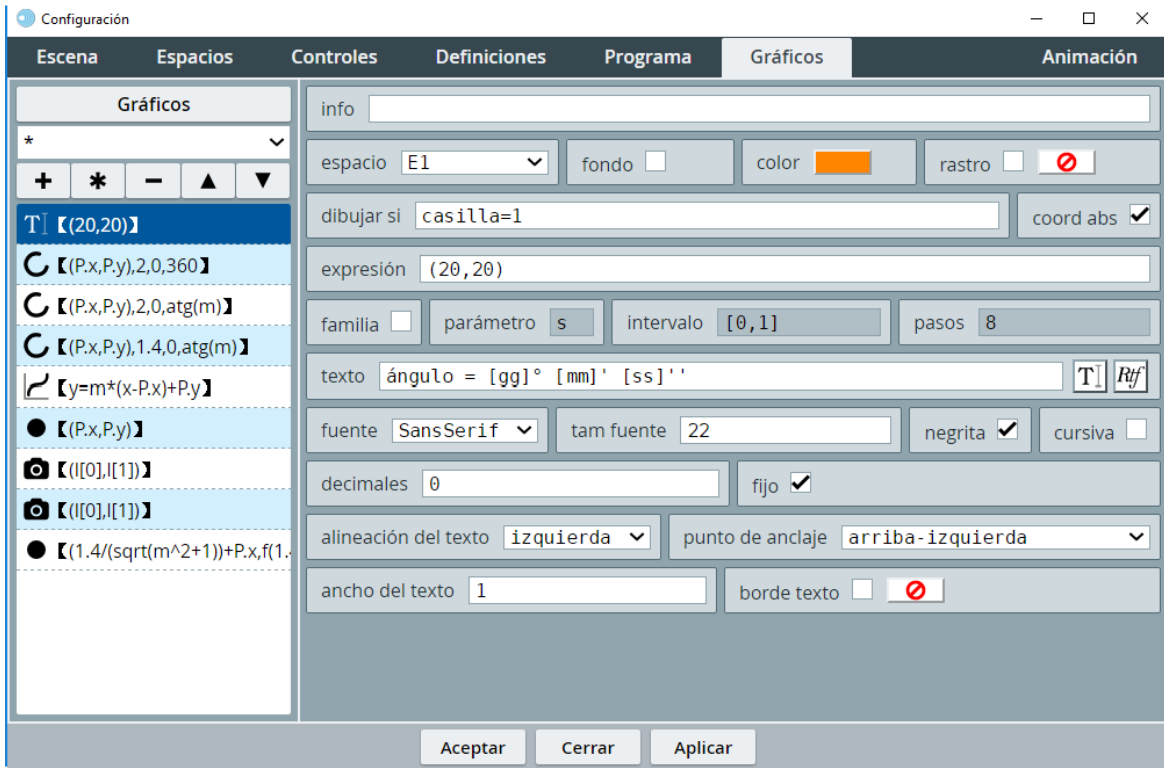 Configuración
Escena Espacios Controles Definiciones Programa Gráficos Animación
Gráficos
*
+ * − ▲ ▼
T 【(20,20)】
【(P.x,P.y),2,0,360】
【(P.x,P.y),2,0,atg(m)】
【(P.x,P.y),1.4,0,atg(m)】
【y=m*(x-P.x)+P.y】
【(P.x,P.y)】
【(I[0],I[1])】
【(I[0],I[1])】
【(1.4/(sqrt(m^2+1))+P.x,f(1.
info
espacio E1 fondo color rastro
dibujar si casilla=1 coord abs
expresión (20,20)
familia parámetro s intervalo [0,1] pasos 8
texto ángulo = [gg]° [mm]' [ss]'' T Rtf
fuente SansSerif tam fuente 22 negrita cursiva
decimales 0 fijo
alineación del texto izquierda punto de anclaje arriba-izquierda
ancho del texto 1 borde texto
Aceptar Cerrar Aplicar